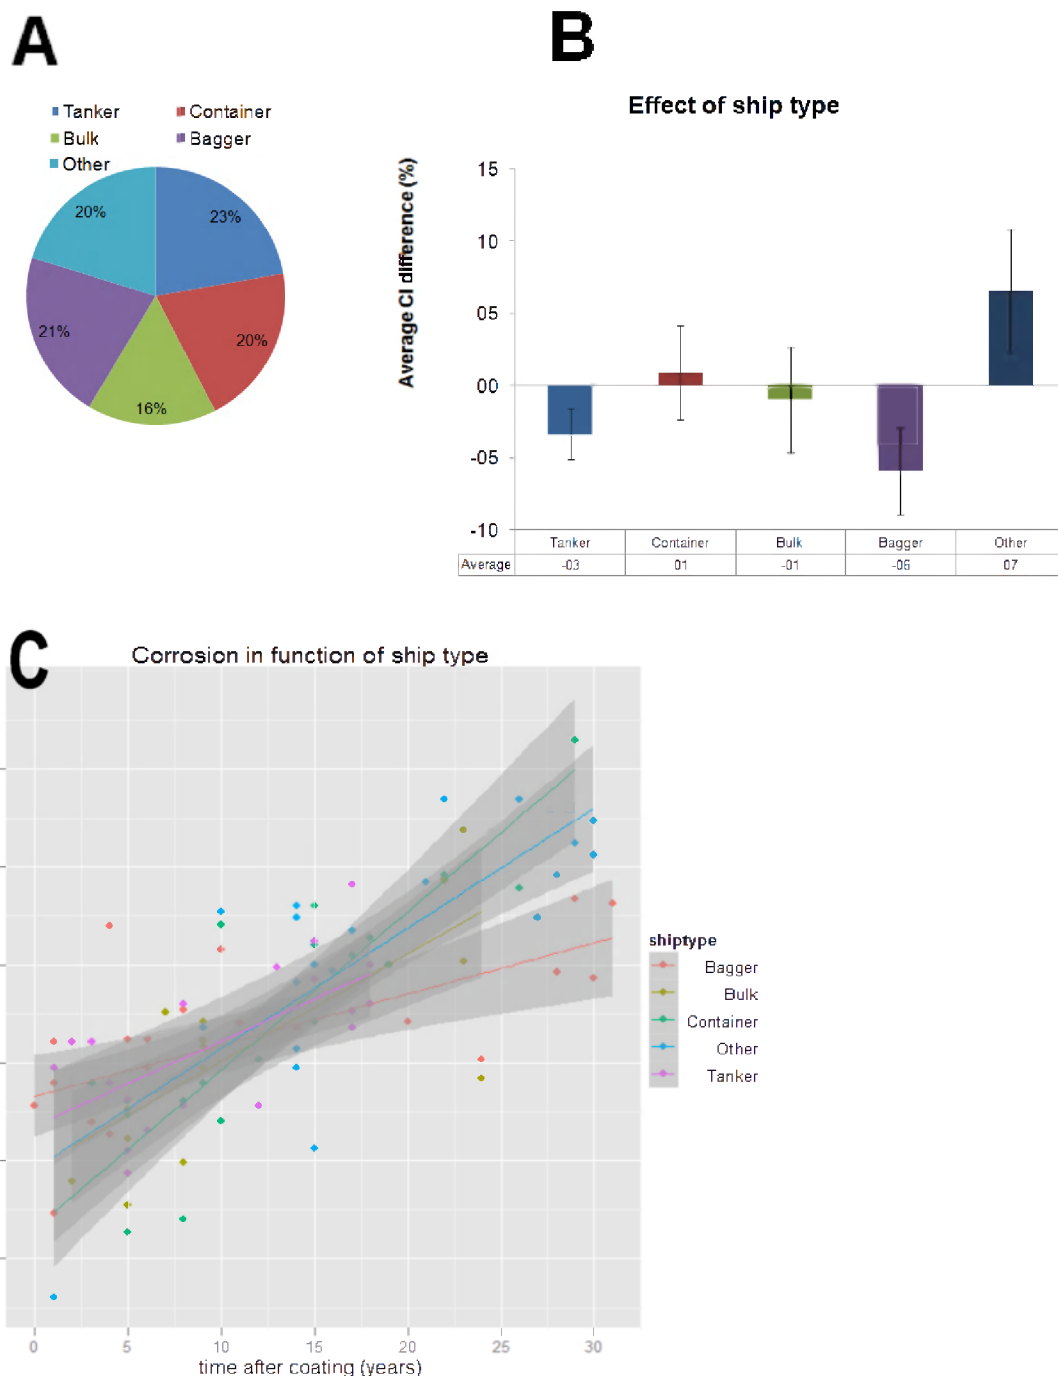 A
B
Tanker Container
Bulk Bagger
Other
20%
23%
21%
20%
16%
Effect of ship type
Average CI difference (%)
15
10
05
00
-05
-10
Tanker Container Bulk Bagger Other
Average -03 01 -01 -06 07
C
Corrosion in function of ship type
shiptype
Bagger
Bulk
Container
Other
Tanker
0 5 10 15 20 25 30
time after coating (years)